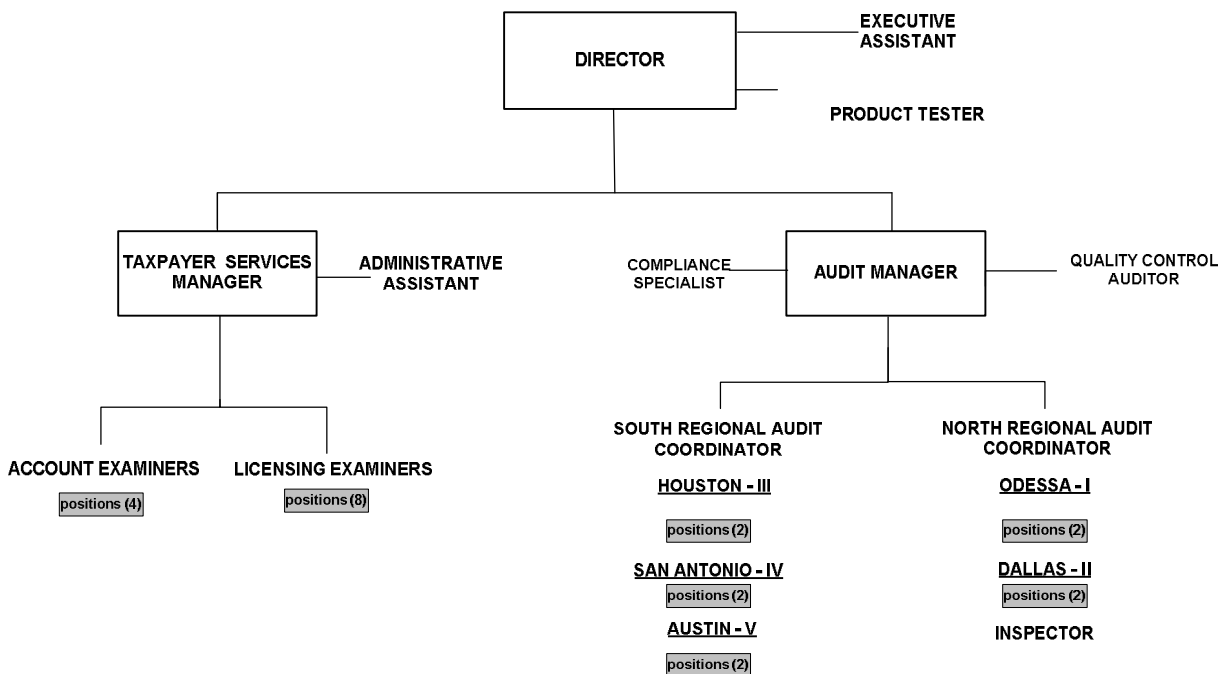 EXECUTIVE
ASSISTANT
DIRECTOR
PRODUCT TESTER
TAXPAYER SERVICES
MANAGER
ADMINISTRATIVE
ASSISTANT
COMPLIANCE
SPECIALIST
AUDIT MANAGER
QUALITY CONTROL
AUDITOR
ACCOUNT EXAMINERS
positions (4)
LICENSING EXAMINERS
positions (8)
SOUTH REGIONAL AUDIT
COORDINATOR
HOUSTON - III
positions (2)
SAN ANTONIO - IV
positions (2)
AUSTIN - V
positions (2)
NORTH REGIONAL AUDIT
COORDINATOR
ODESSA - I
positions (2)
DALLAS - II
positions (2)
INSPECTOR